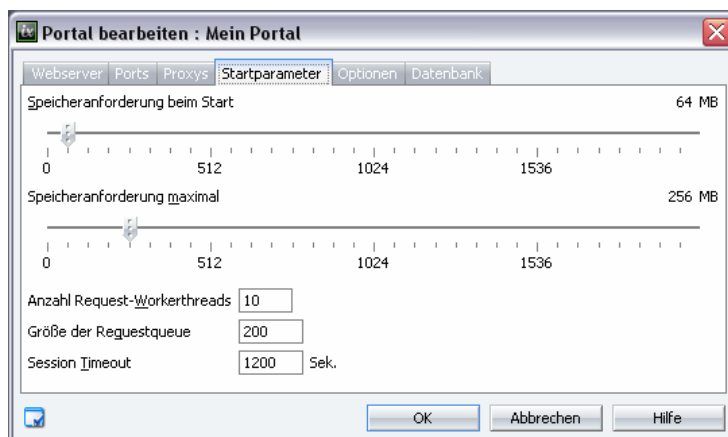 ix Portal bearbeiten : Mein Portal
Webserver Ports Proxys Startparameter Optionen Datenbank
Speicheranforderung beim Start 64 MB
0 512 1024 1536
Speicheranforderung maximal 256 MB
0 512 1024 1536
Anzahl Request-Workerthreads 10
Größe der Requestqueue 200
Session Timeout 1200 Sek.
OK Abbrechen Hilfe